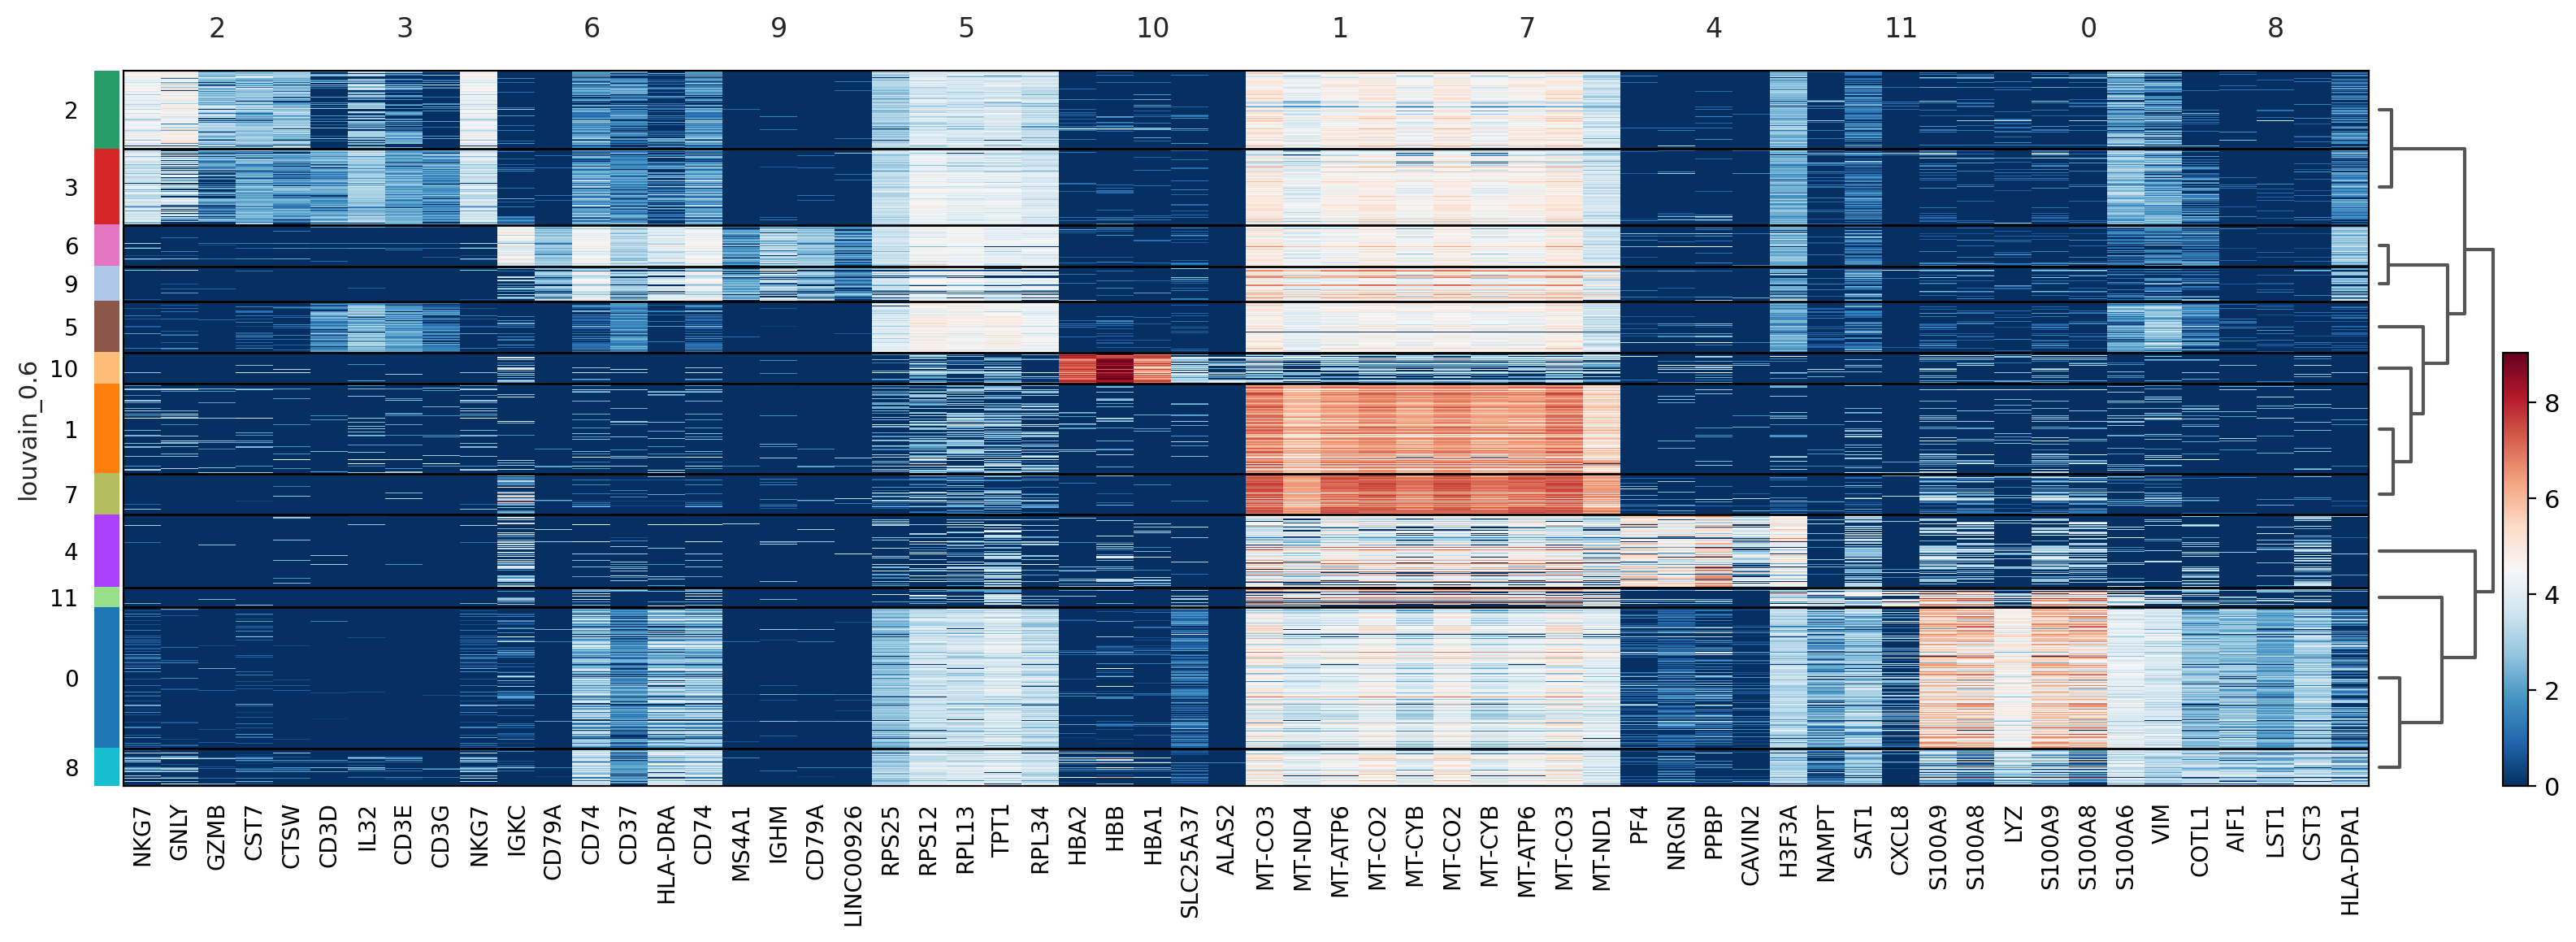 2 3 6 9 5 10 1 7 4 11 0 8
louvain_0.6
2
3
6
9
5
10
1
7
4
11
0
8
8
6
4
2
0
NKG7
GNLY
GZMB
CST7
CTSW
CD3D
IL32
CD3E
CD3G
NKG7
IGKC
CD79A
CD74
CD37
HLA-DRA
CD74
MS4A1
IGHM
CD79A
LINC00926
RPS25
RPS12
RPL13
TPT1
RPL34
HBA2
HBB
HBA1
SLC25A37
ALAS2
MT-CO3
MT-ND4
MT-ATP6
MT-CO2
MT-CYB
MT-CO2
MT-CYB
MT-ATP6
MT-CO3
MT-ND1
PF4
NRGN
PPBP
CAVIN2
H3F3A
NAMPT
SAT1
CXCL8
S100A9
S100A8
LYZ
S100A9
S100A8
S100A6
VIM
COTL1
AIF1
LST1
CST3
HLA-DPA1